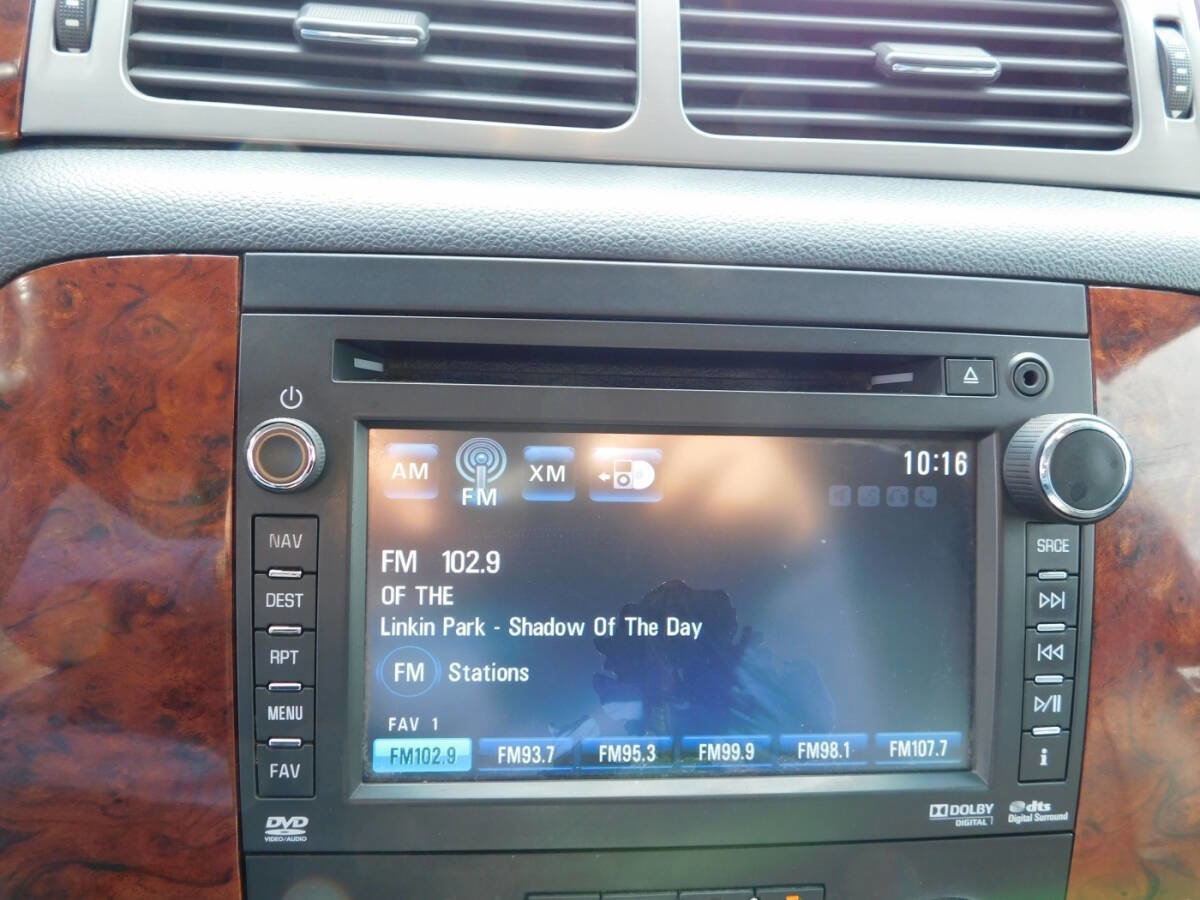 AM
FM
XM
10:16
NAV
DEST
RPT
MENU
FAV
FM 102.9
OF THE
Linkin Park - Shadow Of The Day
FM Stations
FAV 1
FM102.9 FM93.7 FM95.3 FM99.9 FM98.1 FM107.7
SRCE
i
DVD
VIDEO/AUDIO
DOLBY
DIGITAL
dts
Digital Surround